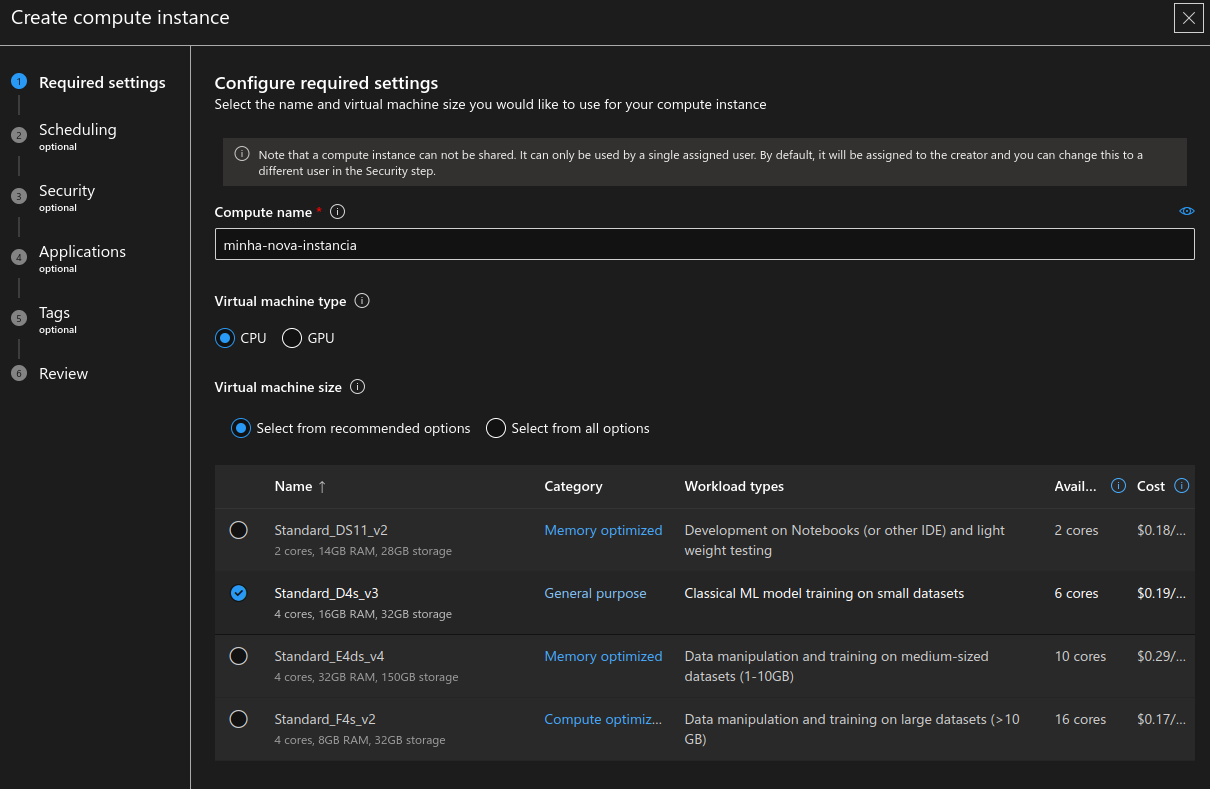 Create compute instance
1 Required settings
2 Scheduling
optional
3 Security
optional
4 Applications
optional
5 Tags
optional
6 Review
Configure required settings
Select the name and virtual machine size you would like to use for your compute instance
Note that a compute instance can not be shared. It can only be used by a single assigned user. By default, it will be assigned to the creator and you can change this to a
different user in the Security step.
Compute name *
minha-nova-instancia
Virtual machine type
CPU GPU
Virtual machine size
Select from recommended options Select from all options
Name ↑ Category Workload types Avail... Cost
Standard_DS11_v2 Memory optimized Development on Notebooks (or other IDE) and light 2 cores $0.18/...
2 cores, 14GB RAM, 28GB storage weight testing
Standard_D4s_v3 General purpose Classical ML model training on small datasets 6 cores $0.19/...
4 cores, 16GB RAM, 32GB storage
Standard_E4ds_v4 Memory optimized Data manipulation and training on medium-sized 10 cores $0.29/...
4 cores, 32GB RAM, 150GB storage datasets (1-10GB)
Standard_F4s_v2 Compute optimiz... Data manipulation and training on large datasets (>10 16 cores $0.17/...
4 cores, 8GB RAM, 32GB storage GB)